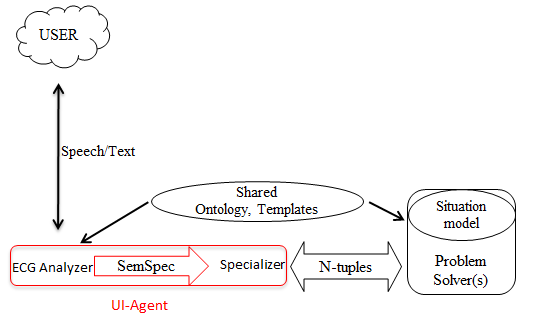 USER
Speech/Text
Shared
Ontology, Templates
Situation
model
ECG Analyzer
SemSpec
Specializer
N-tuples
Problem
Solver(s)
UI-Agent